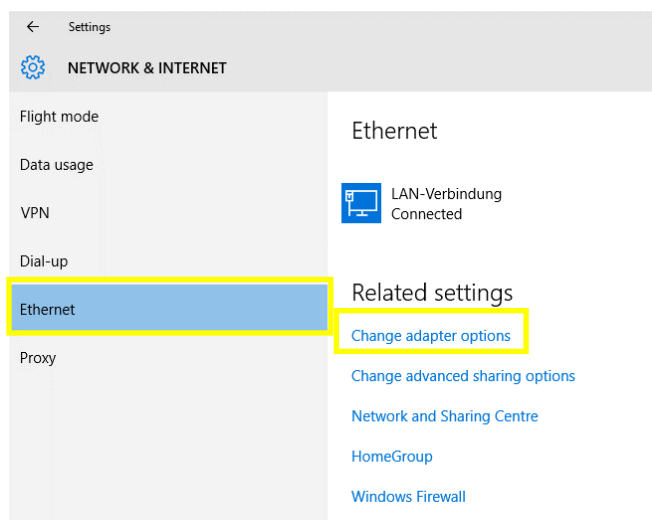 Settings
NETWORK & INTERNET
Flight mode
Data usage
VPN
Dial-up
Ethernet
Proxy
Ethernet
LAN-Verbindung
Connected
Related settings
Change adapter options
Change advanced sharing options
Network and Sharing Centre
HomeGroup
Windows Firewall